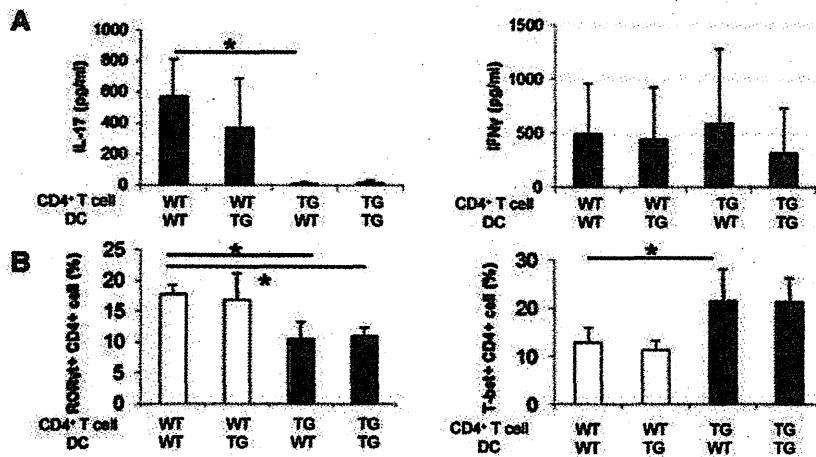 A
IL-17 (pg/ml)
1000
800
600
400
200
0
*
CD4+ T cell WT WT TG TG
DC WT TG WT TG
IFNγ (pg/ml)
1500
1000
500
0
CD4+ T cell WT WT TG TG
DC WT TG WT TG
B
RORγt+ CD4+ cell (%)
25
20
15
10
5
0
*
*
CD4+ T cell WT WT TG TG
DC WT TG WT TG
T-bet+ CD4+ cell (%)
30
20
10
0
*
CD4+ T cell WT WT TG TG
DC WT TG WT TG